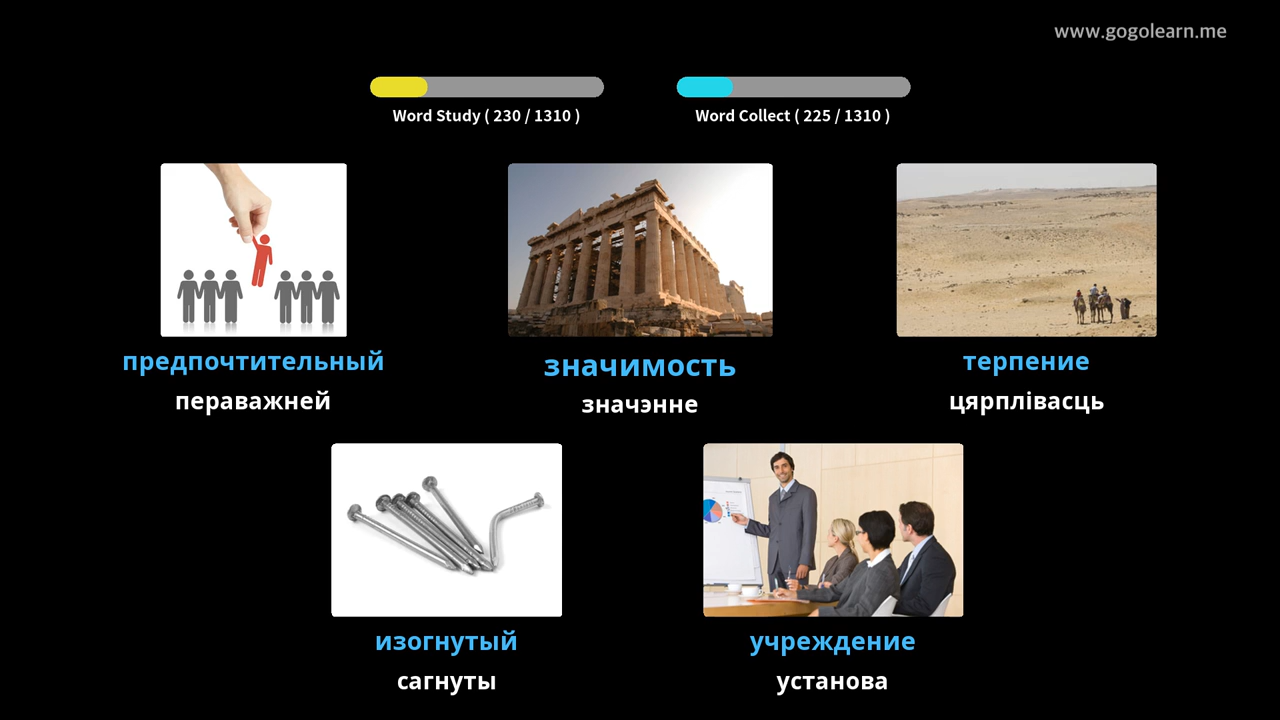 www.gogolearn.me
Word Study ( 230 / 1310 )
Word Collect ( 225 / 1310 )
предпочтительный
пераважней
значимость
значэнне
терпение
цярплівасць
изогнутый
сагнуты
учреждение
установа